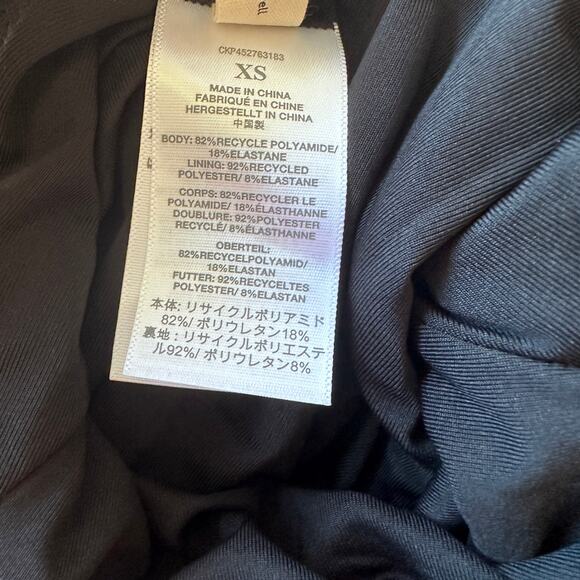 ell
CKP452763183
XS
MADE IN CHINA
FABRIQUÉ EN CHINE
HERGESTELLT IN CHINA
中国製
BODY: 82%RECYCLE POLYAMIDE/
18%ELASTANE
LINING: 92%RECYCLED
POLYESTER/ 8%ELASTANE
CORPS: 82%RECYCLER LE
POLYAMIDE/ 18%ÉLASTHANNE
DOUBLURE: 92%POLYESTER
RECYCLÉ/ 8%ÉLASTHANNE
OBERTEIL:
82%RECYCELPOLYAMID/
18%ELASTAN
FUTTER: 92%RECYCELTES
POLYESTER/ 8%ELASTAN
本体: リサイクルポリアミド
82%/ ポリウレタン18%
裏地 : リサイクルポリエステ
ル92%/ ポリウレタン8%